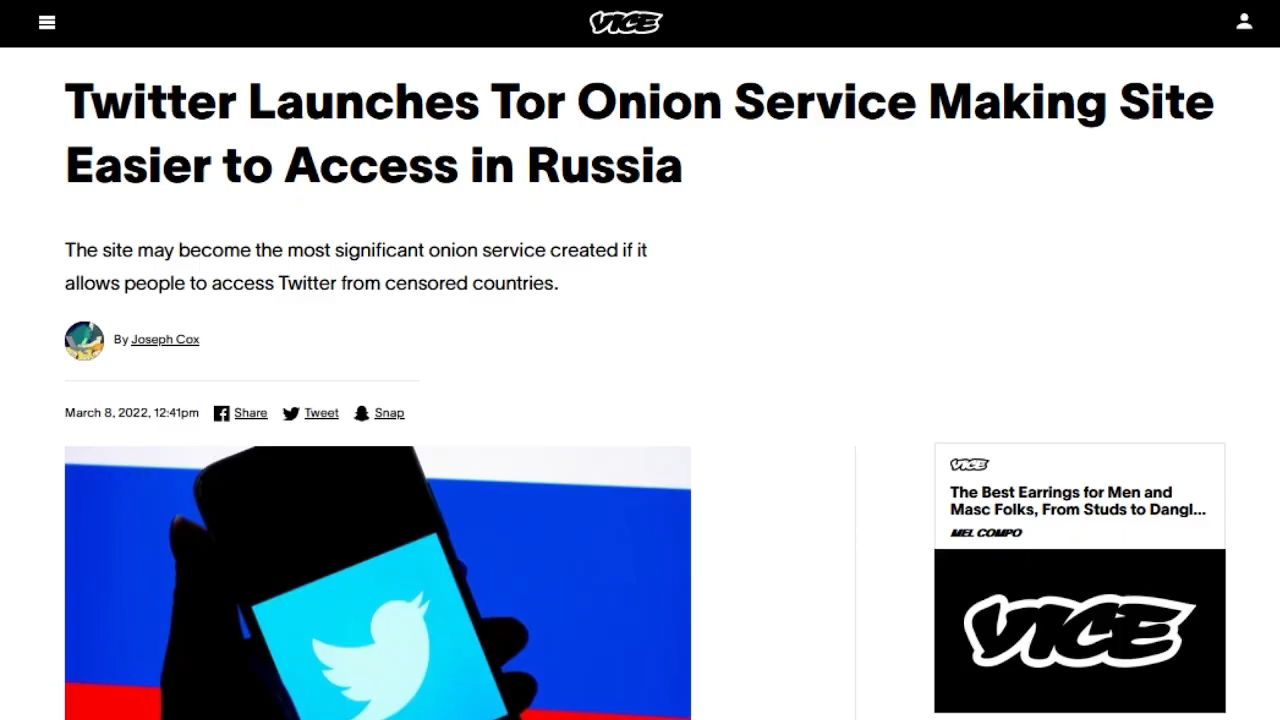 VICE
Twitter Launches Tor Onion Service Making Site
Easier to Access in Russia
The site may become the most significant onion service created if it
allows people to access Twitter from censored countries.
By Joseph Cox
March 8, 2022, 12:41pm Share Tweet Snap
VICE
The Best Earrings for Men and
Masc Folks, From Studs to Dangl...
MEL COMPO
VICE